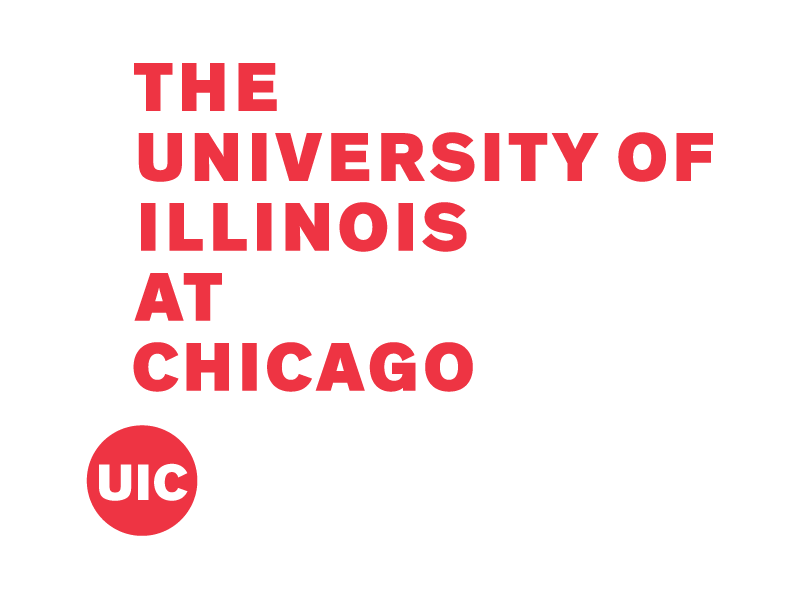 THE
UNIVERSITY OF
ILLINOIS
AT
CHICAGO
UIC